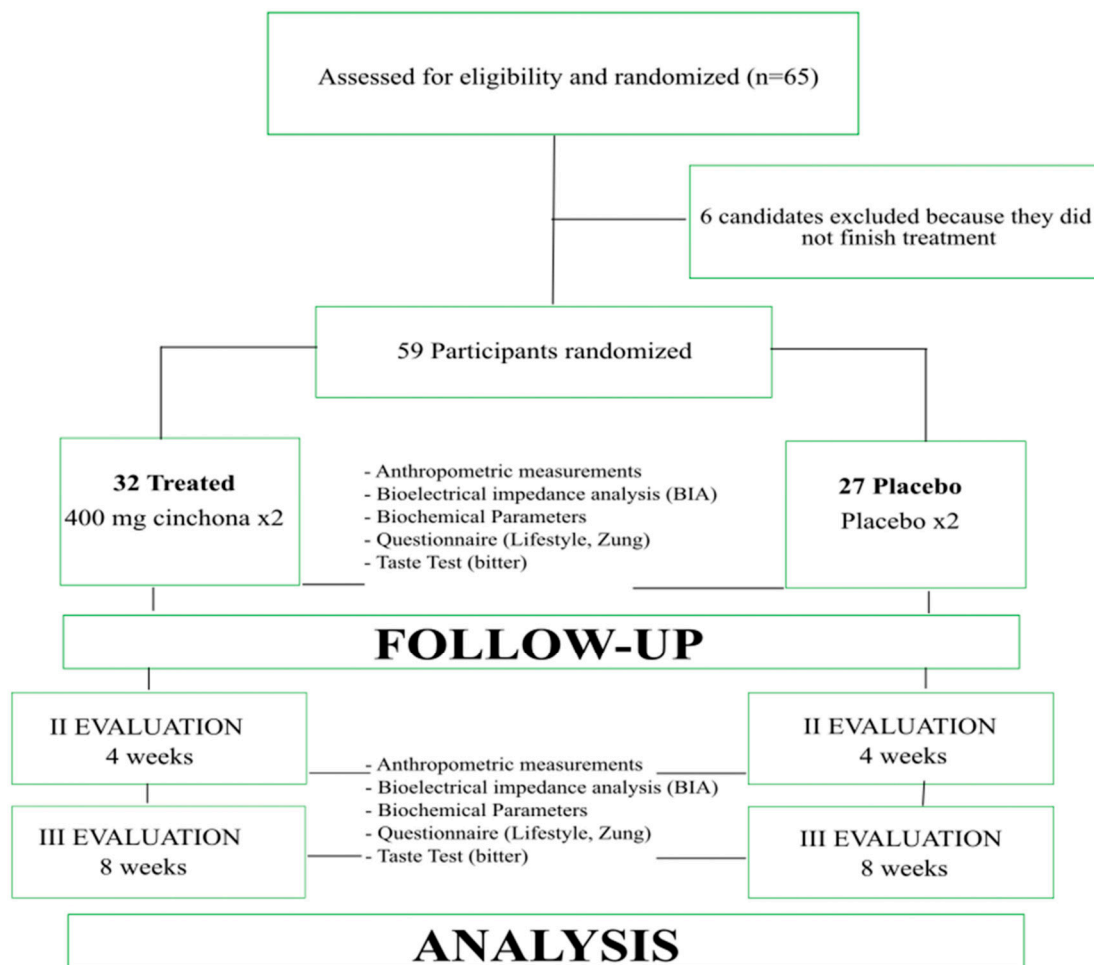 Assessed for eligibility and randomized (n=65)
6 candidates excluded because they did
not finish treatment
59 Participants randomized
32 Treated
400 mg cinchona x2
- Anthropometric measurements
- Bioelectrical impedance analysis (BIA)
- Biochemical Parameters
- Questionnaire (Lifestyle, Zung)
- Taste Test (bitter)
27 Placebo
Placebo x2
FOLLOW-UP
II EVALUATION
4 weeks
III EVALUATION
8 weeks
- Anthropometric measurements
- Bioelectrical impedance analysis (BIA)
- Biochemical Parameters
- Questionnaire (Lifestyle, Zung)
- Taste Test (bitter)
II EVALUATION
4 weeks
III EVALUATION
8 weeks
ANALYSIS